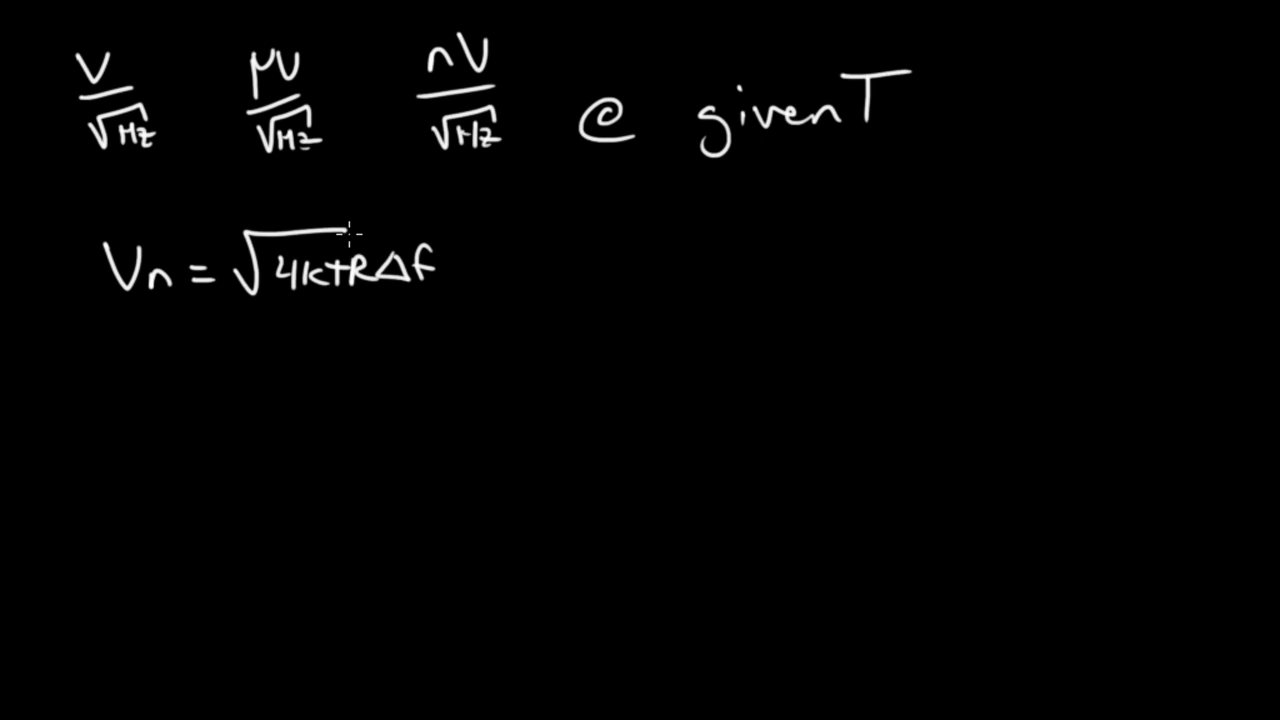 V/√Hz μV/√Hz nV/√Hz @ given T
Vn = √4kTRΔf